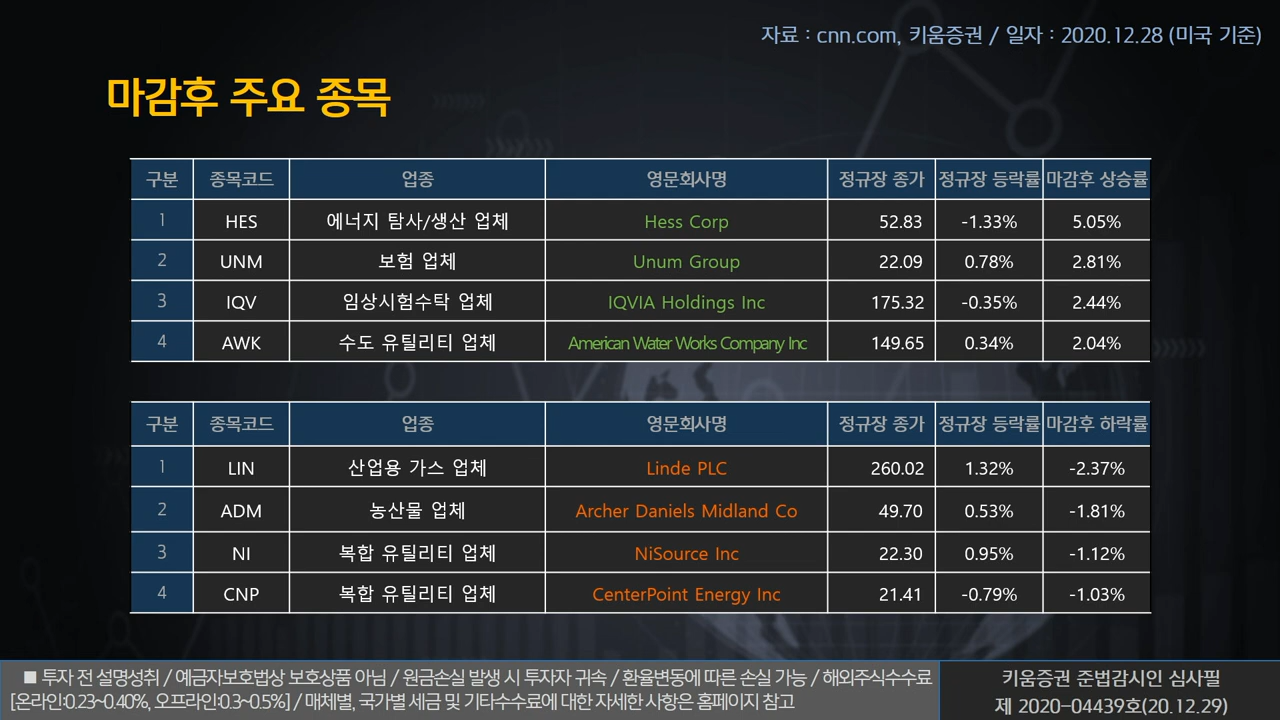 자료 : cnn.com, 키움증권 / 일자 : 2020.12.28 (미국 기준)
마감후 주요 종목
구분 종목코드 업종 영문회사명 정규장 종가 정규장 등락률 마감후 상승률
1 HES 에너지 탐사/생산 업체 Hess Corp 52.83 -1.33% 5.05%
2 UNM 보험 업체 Unum Group 22.09 0.78% 2.81%
3 IQV 임상시험수탁 업체 IQVIA Holdings Inc 175.32 -0.35% 2.44%
4 AWK 수도 유틸리티 업체 American Water Works Company Inc 149.65 0.34% 2.04%
구분 종목코드 업종 영문회사명 정규장 종가 정규장 등락률 마감후 하락률
1 LIN 산업용 가스 업체 Linde PLC 260.02 1.32% -2.37%
2 ADM 농산물 업체 Archer Daniels Midland Co 49.70 0.53% -1.81%
3 NI 복합 유틸리티 업체 NiSource Inc 22.30 0.95% -1.12%
4 CNP 복합 유틸리티 업체 CenterPoint Energy Inc 21.41 -0.79% -1.03%
■ 투자 전 설명성취 / 예금자보호법상 보호상품 아님 / 원금손실 발생 시 투자자 귀속 / 환율변동에 따른 손실 가능 / 해외주식수수료
[온라인:0.23~0.40%, 오프라인:0.3~0.5%] / 매체별, 국가별 세금 및 기타수수료에 대한 자세한 사항은 홈페이지 참고
키움증권 준법감시인 심사필
제 2020-04439호(20.12.29)